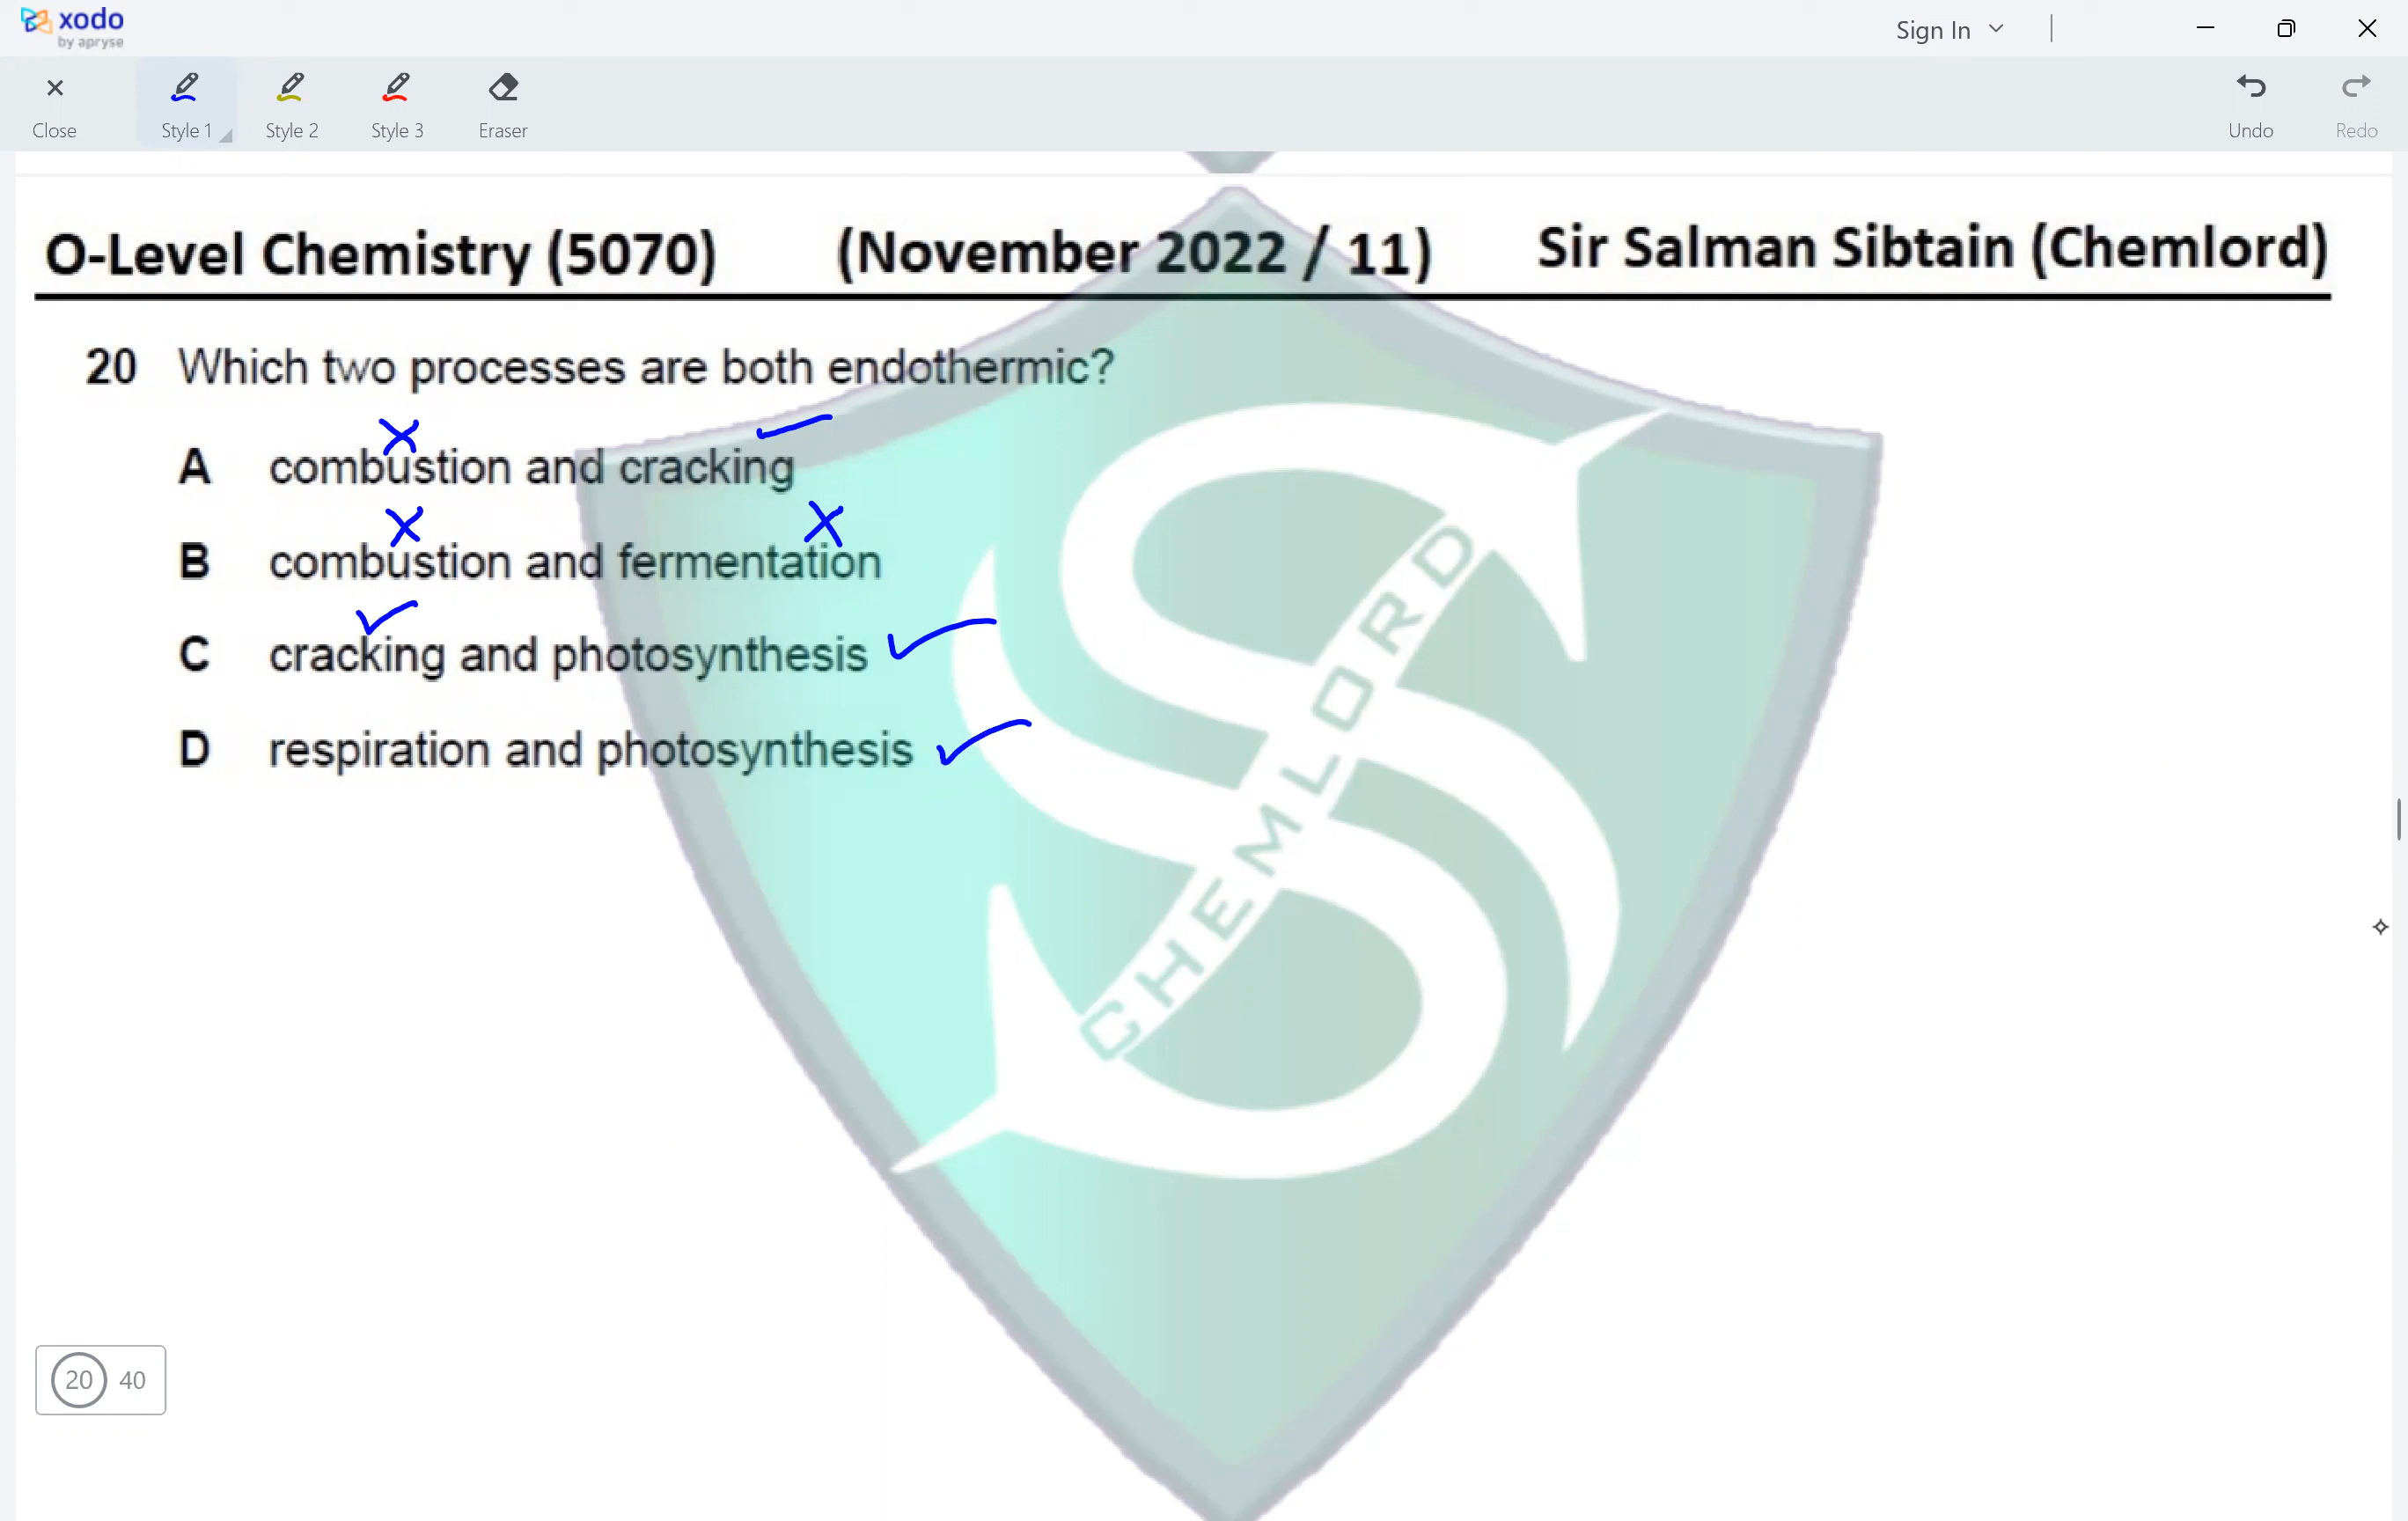 xodo
by apryse
Sign In
Close
Style 1
Style 2
Style 3
Eraser
Undo
Redo
O-Level Chemistry (5070) (November 2022 / 11) Sir Salman Sibtain (Chemlord)
20 Which two processes are both endothermic?
A combustion and cracking
B combustion and fermentation
C cracking and photosynthesis
D respiration and photosynthesis
CHEMLORD
20 40